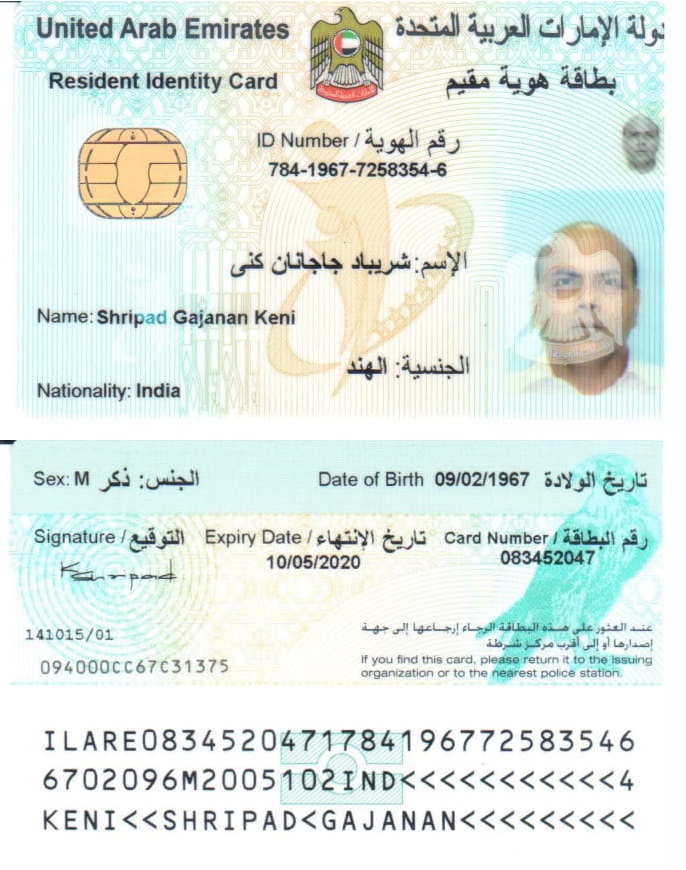 United Arab Emirates دولة الإمارات العربية المتحدة
Resident Identity Card بطاقة هوية مقيم
ID Number / رقم الهوية
784-1967-7258354-6
الإسم: شريباد جاجانان كنى
Name: Shripad Gajanan Keni
الجنسية: الهند
Nationality: India
Sex: M الجنس: ذكر Date of Birth 09/02/1967 تاريخ الولادة
Signature / التوقيع Expiry Date / تاريخ الإنتهاء Card Number / رقم البطاقة
10/05/2020 083452047
141015/01
عند العثور على هذه البطاقة الرجاء إرجاعها إلى جهة
إصدارها أو إلى أقرب مركز شرطة
094000CC67C31375
If you find this card, please return it to the issuing
organization or to the nearest police station.
ILARE0834520471784196772583546
6702096M2005102IND<<<<<<<<<<<4
KENI<<SHRIPAD<GAJANAN<<<<<<<<<